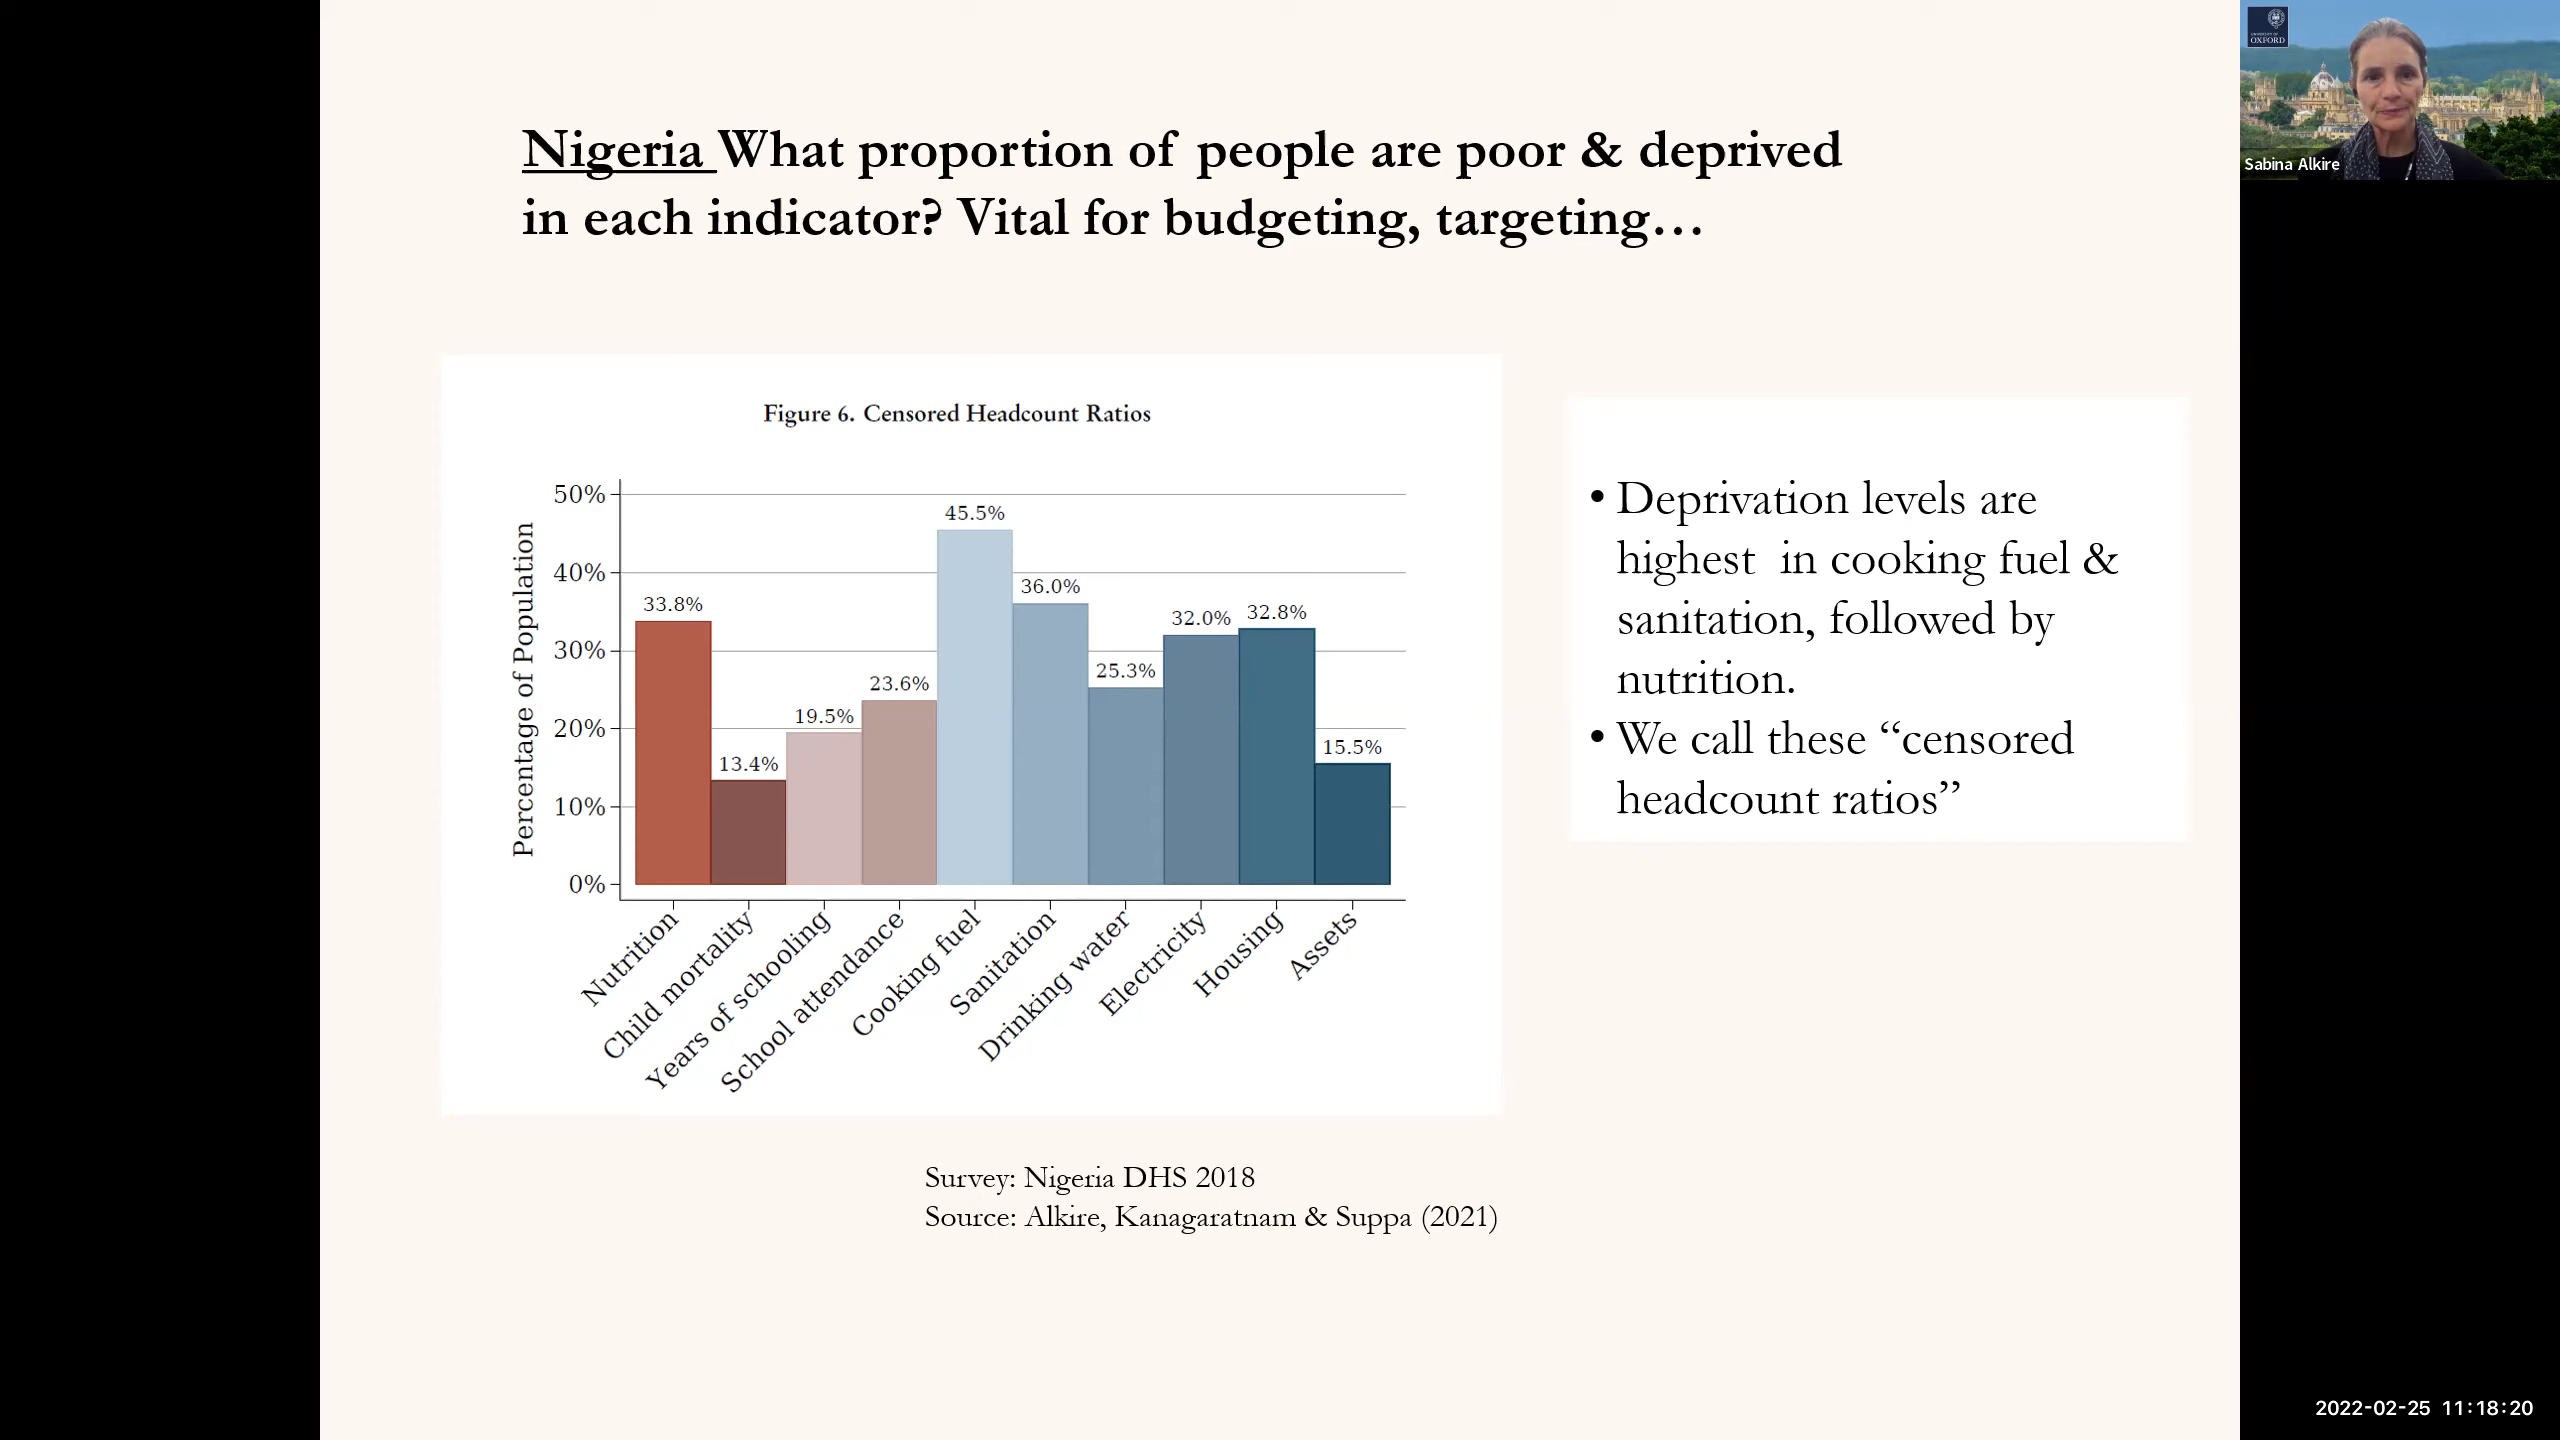 UNIVERSITY OF
OXFORD
Sabina Alkire
Nigeria What proportion of people are poor & deprived
in each indicator? Vital for budgeting, targeting…
Figure 6. Censored Headcount Ratios
Percentage of Population
50%
40%
30%
20%
10%
0%
33.8%
13.4%
19.5%
23.6%
45.5%
36.0%
25.3%
32.0%
32.8%
15.5%
Nutrition
Child mortality
Years of schooling
School attendance
Cooking fuel
Sanitation
Drinking water
Electricity
Housing
Assets
• Deprivation levels are
highest  in cooking fuel &
sanitation, followed by
nutrition.
• We call these “censored
headcount ratios”
Survey: Nigeria DHS 2018
Source: Alkire, Kanagaratnam & Suppa (2021)
2022-02-25 11:18:20